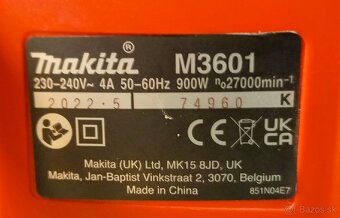 makita® M3601
230-240V~ 4A 50-60Hz 900W n₀27000min⁻¹
2022.5 74960 K
CE UK CA
Makita (UK) Ltd, MK15 8JD, UK
Makita, Jan-Baptist Vinkstraat 2, 3070, Belgium
Made in China 851N04E7
Bazos.sk